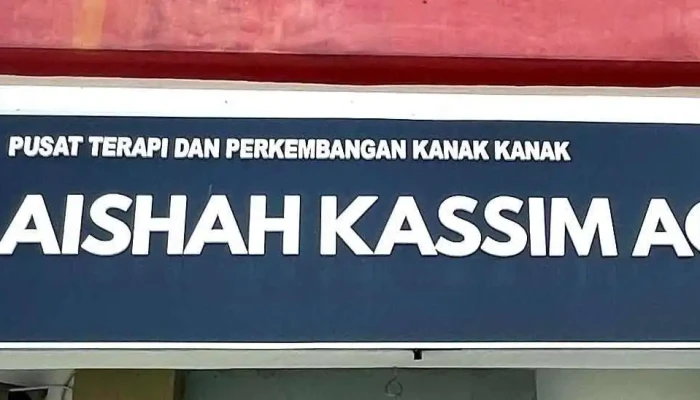 PUSAT TERAPI DAN PERKEMBANGAN KANAK KANAK
AISHAH KASSIM